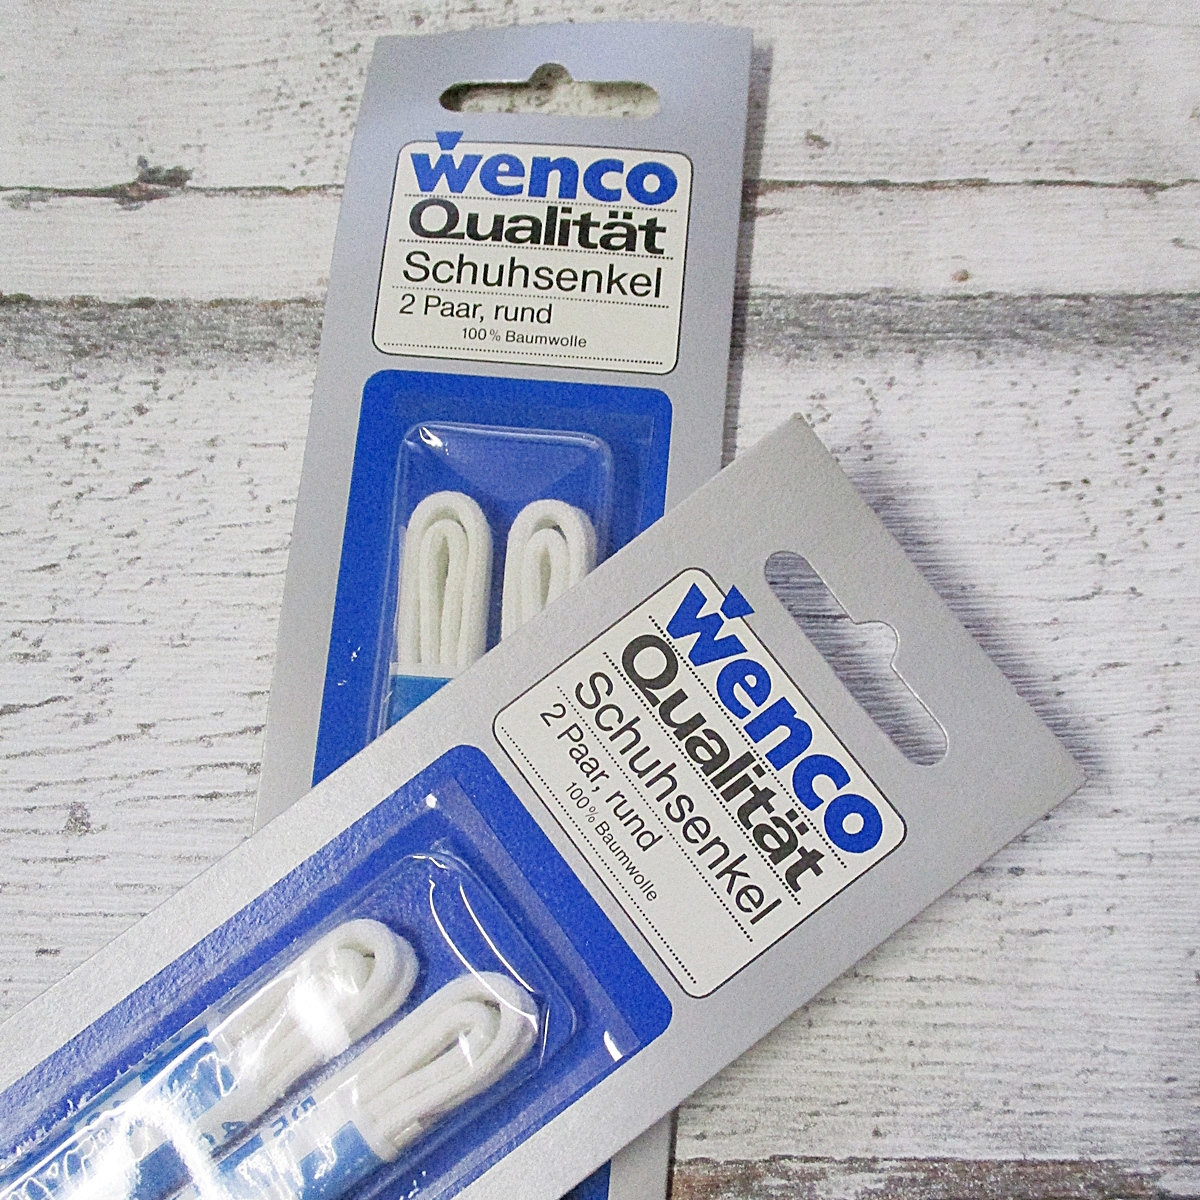 wenco
Qualität
Schuhsenkel
2 Paar, rund
100% Baumwolle
wenco
Qualität
Schuhsenkel
2 Paar, rund
100% Baumwolle